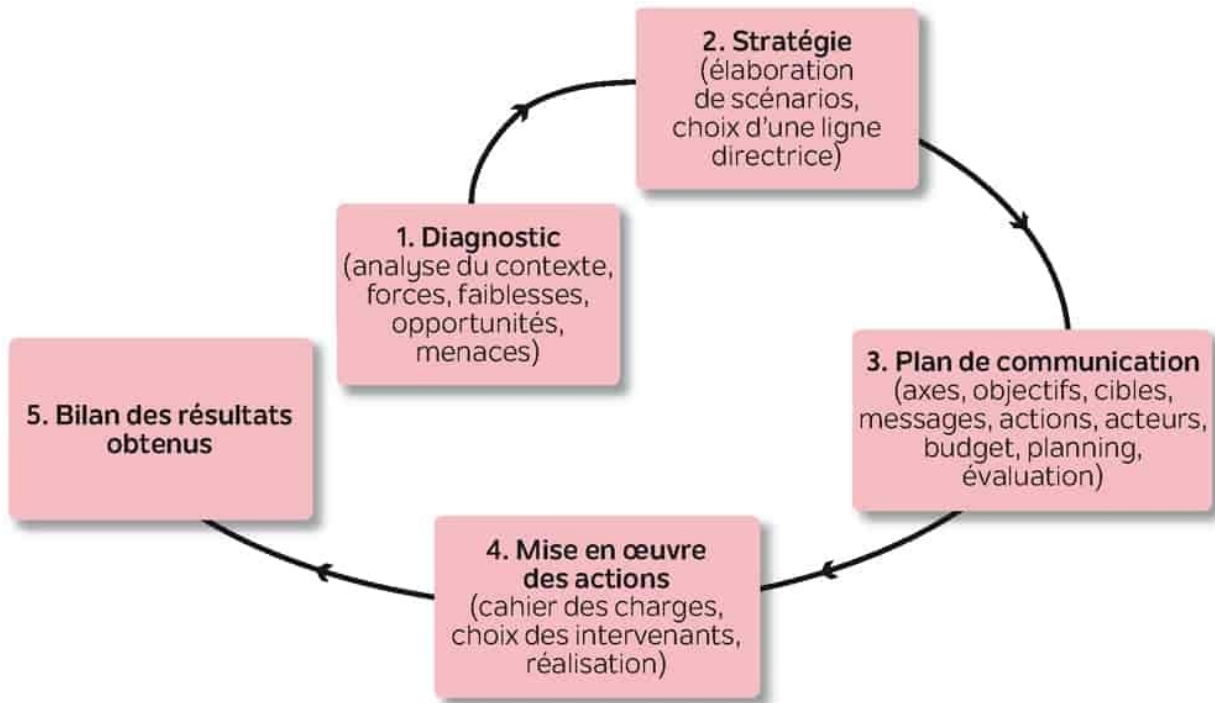 1. Diagnostic
(analyse du contexte,
forces, faiblesses,
opportunités,
menaces)
2. Stratégie
(élaboration
de scénarios,
choix d'une ligne
directrice)
3. Plan de communication
(axes, objectifs, cibles,
messages, actions, acteurs,
budget, planning,
évaluation)
4. Mise en œuvre
des actions
(cahier des charges,
choix des intervenants,
réalisation)
5. Bilan des résultats
obtenus